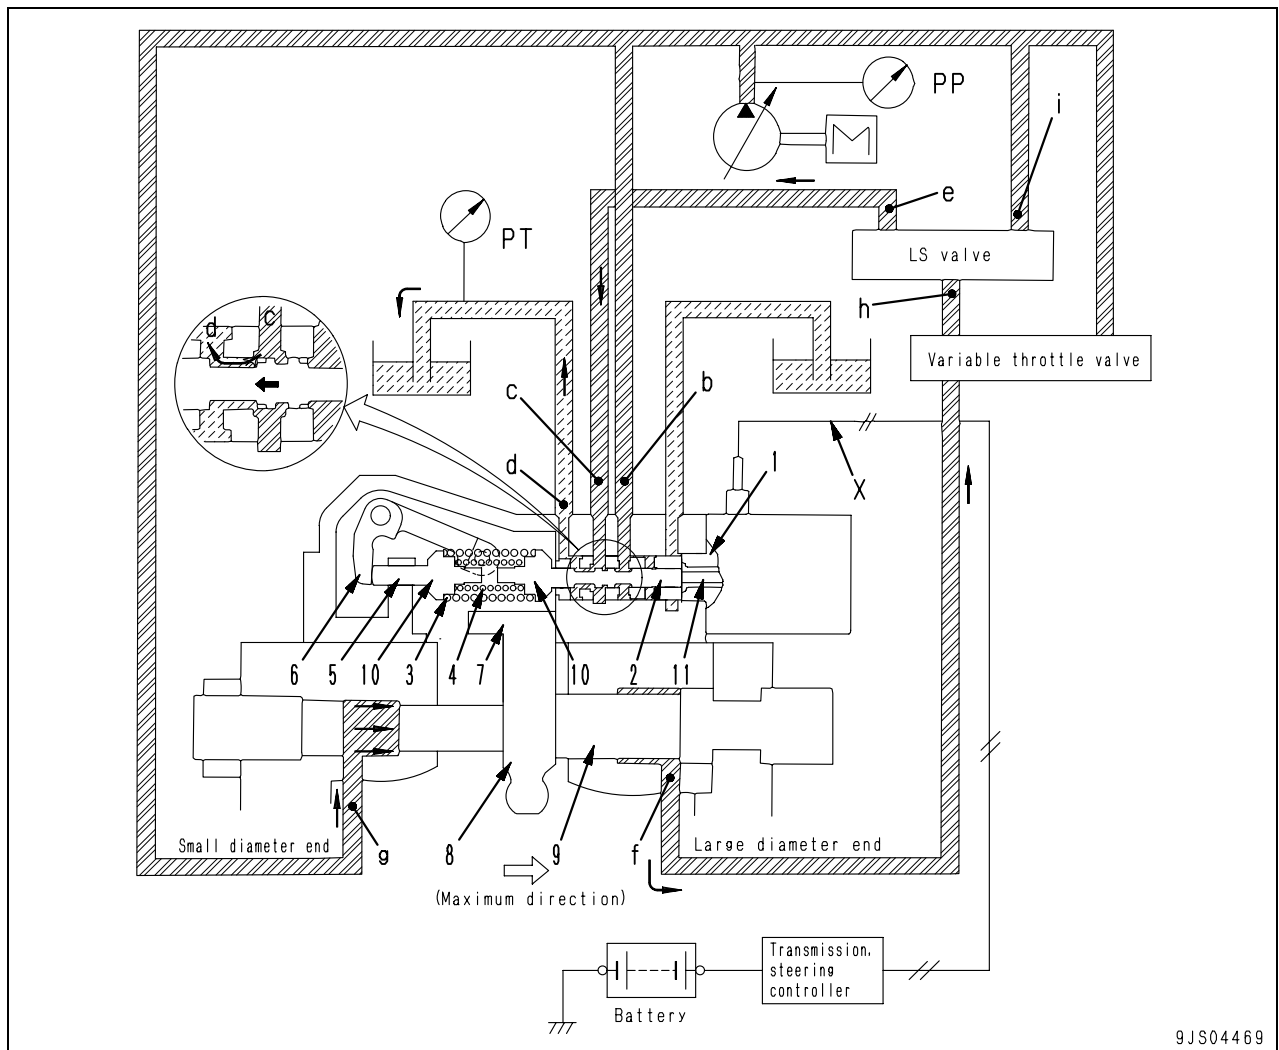 PP
i
e
PT
LS valve
h
d
c
Variable throttle valve
c
b
d
1
X
6
5
10
3
4
7
10
2
11
Small diameter end
g
8
9
f
Large diameter end
(Maximum direction)
Transmission,
steering
controller
Battery
9JS04469